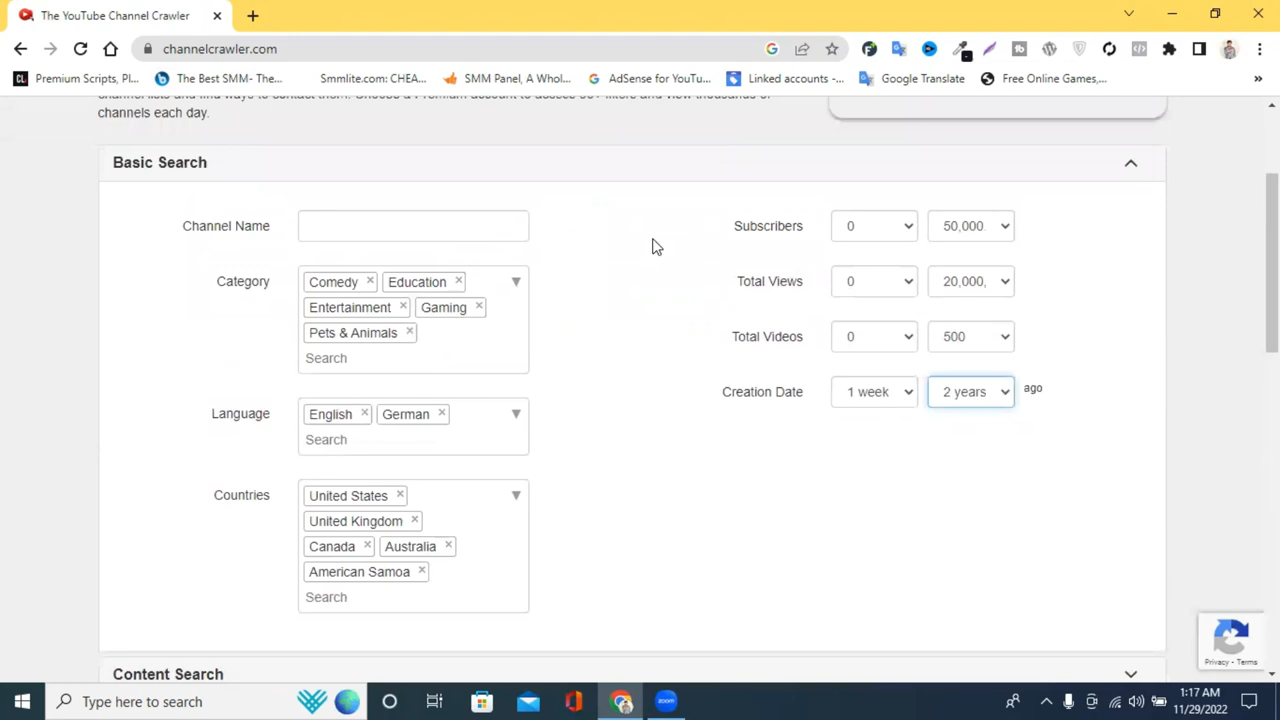 The YouTube Channel Crawler
channelcrawler.com
Premium Scripts, Pl...
The Best SMM- The...
Smmlite.com: CHEA...
SMM Panel, A Whol...
AdSense for YouTu...
Linked accounts -...
Google Translate
Free Online Games,...
»
channels each day.
Basic Search
Channel Name
Subscribers 0 50,000
Category
Comedy × Education ×
Total Views 0 20,000,
Entertainment × Gaming ×
Pets & Animals ×
Total Videos 0 500
Search
Creation Date 1 week 2 years ago
Language
English × German ×
Search
Countries
United States ×
United Kingdom ×
Canada × Australia ×
American Samoa ×
Search
Privacy - Terms
Content Search
Type here to search
zoom
1:17 AM
11/29/2022